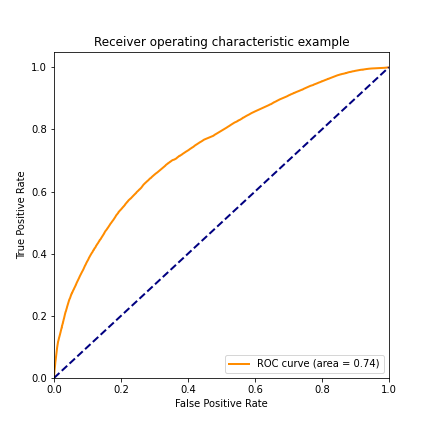 Receiver operating characteristic example
True Positive Rate
1.0
0.8
0.6
0.4
0.2
0.0
ROC curve (area = 0.74)
0.0 0.2 0.4 0.6 0.8 1.0
False Positive Rate